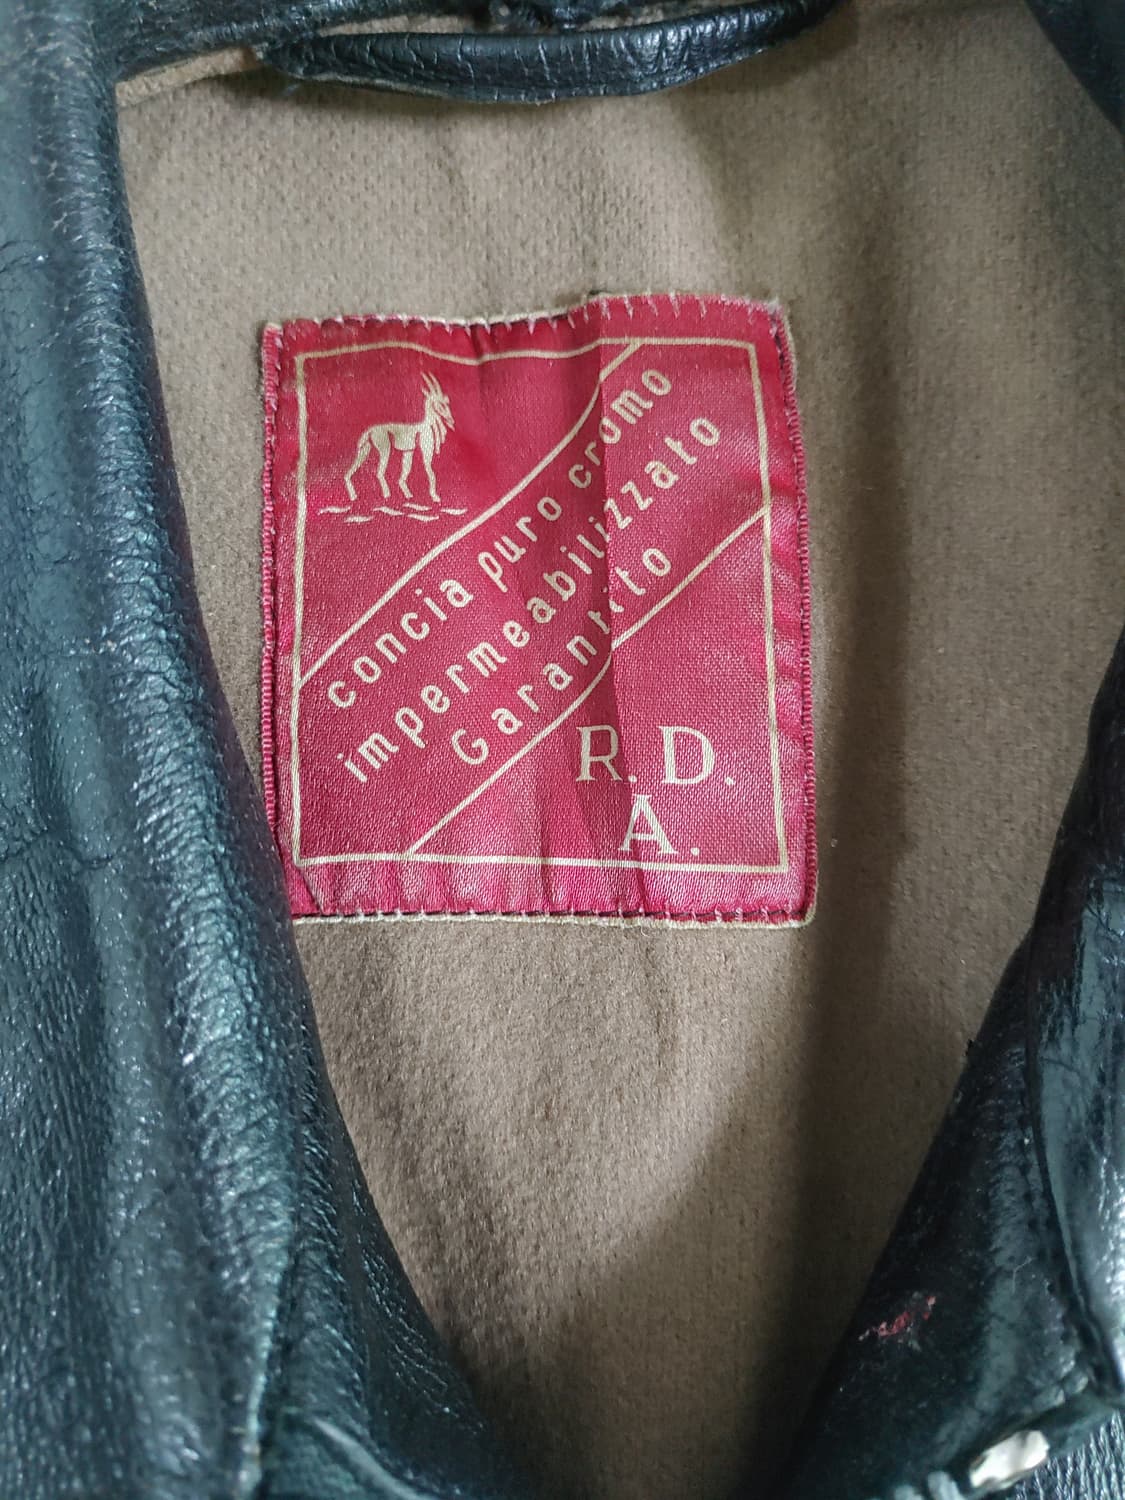 concia puro cromo
impermeabilizzato
Garantito
R. D.
A.